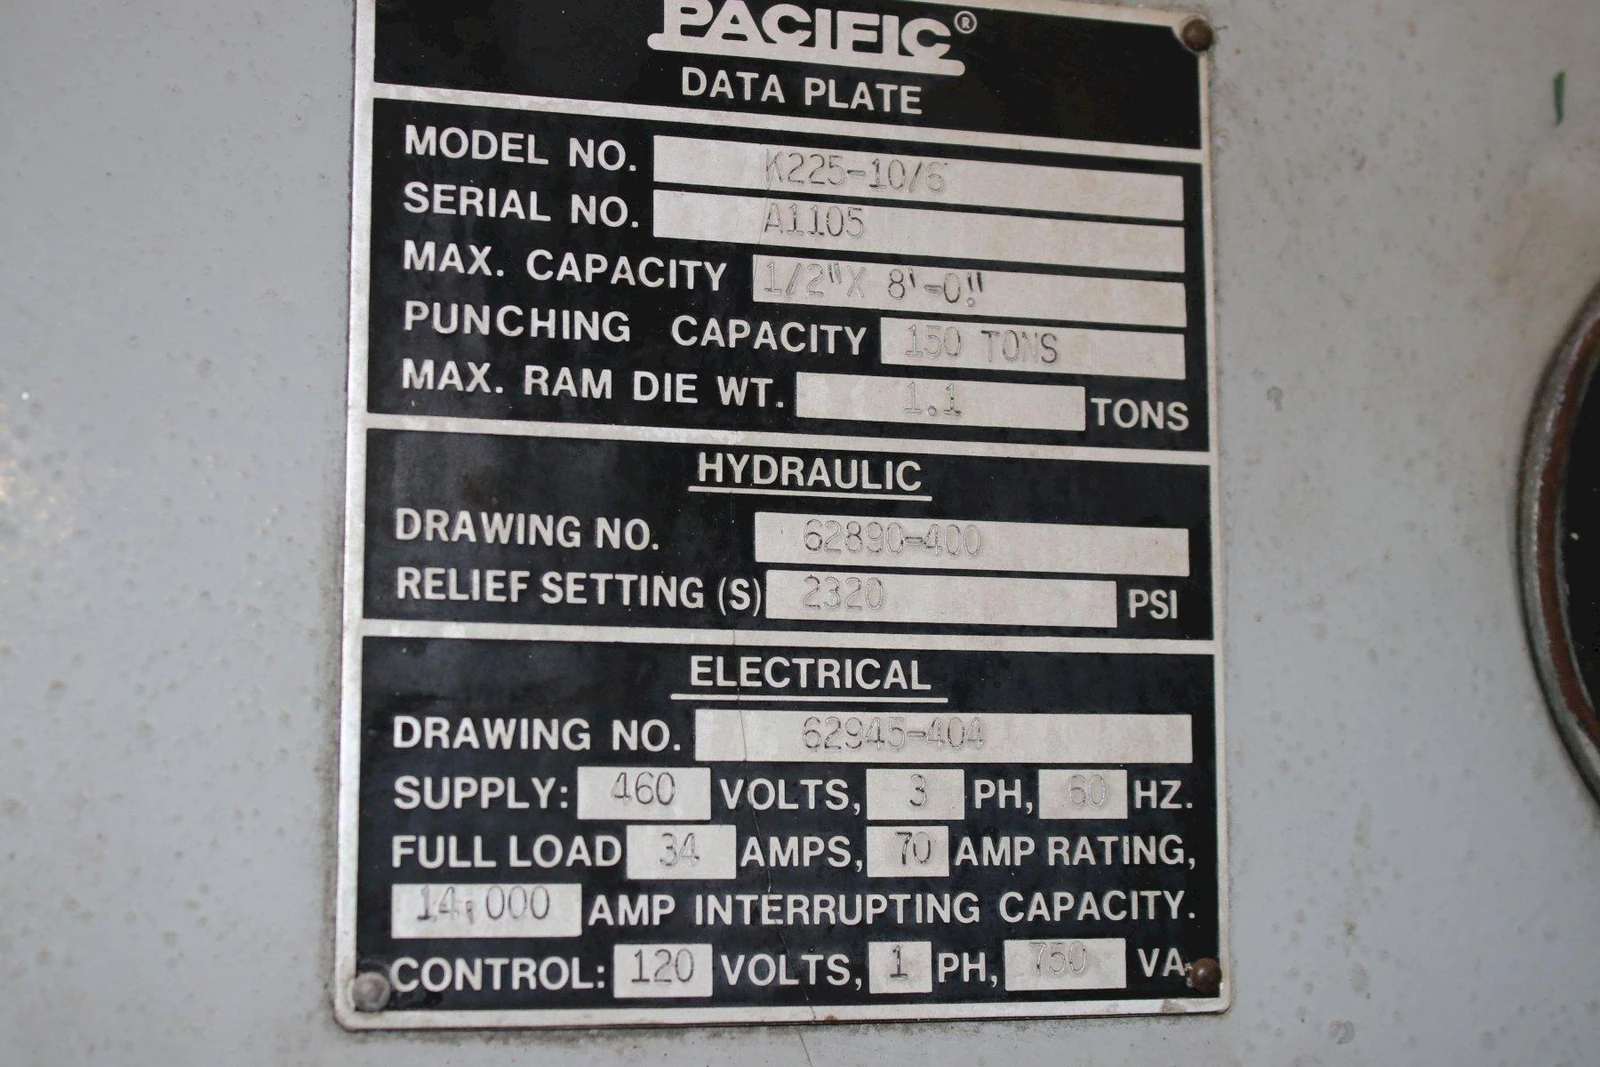 PACIFIC®
DATA PLATE
MODEL NO. K225-10/6
SERIAL NO. A1105
MAX. CAPACITY 1/2"X 8'-0"
PUNCHING CAPACITY 150 TONS
MAX. RAM DIE WT. 1.1 TONS
HYDRAULIC
DRAWING NO. 62890-400
RELIEF SETTING (S) 2320 PSI
ELECTRICAL
DRAWING NO. 62945-404
SUPPLY: 460 VOLTS, 3 PH, 60 HZ.
FULL LOAD 34 AMPS, 70 AMP RATING,
14,000 AMP INTERRUPTING CAPACITY.
CONTROL: 120 VOLTS, 1 PH, 750 VA.